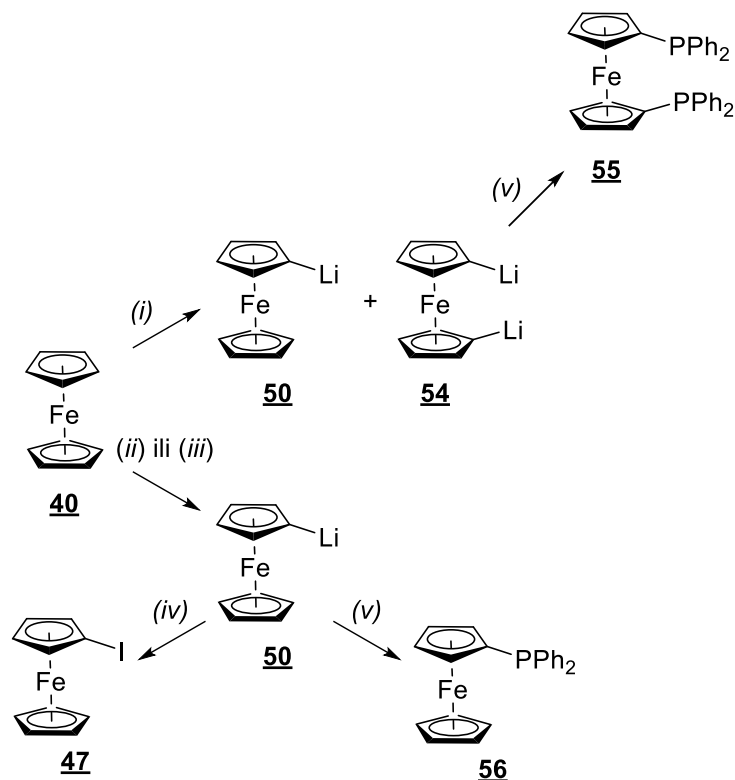 PPh2
Fe
PPh2
55
(v)
Li
Fe
50
+
Li
Fe
Li
54
(i)
Fe
40
(ii) ili (iii)
Li
Fe
50
(iv)
(v)
I
Fe
47
PPh2
Fe
56